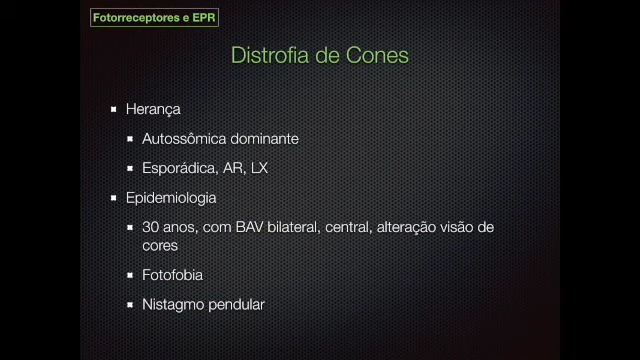 Fotorreceptores e EPR
Distrofia de Cones
Herança
Autossômica dominante
Esporádica, AR, LX
Epidemiologia
30 anos, com BAV bilateral, central, alteração visão de
cores
Fotofobia
Nistagmo pendular